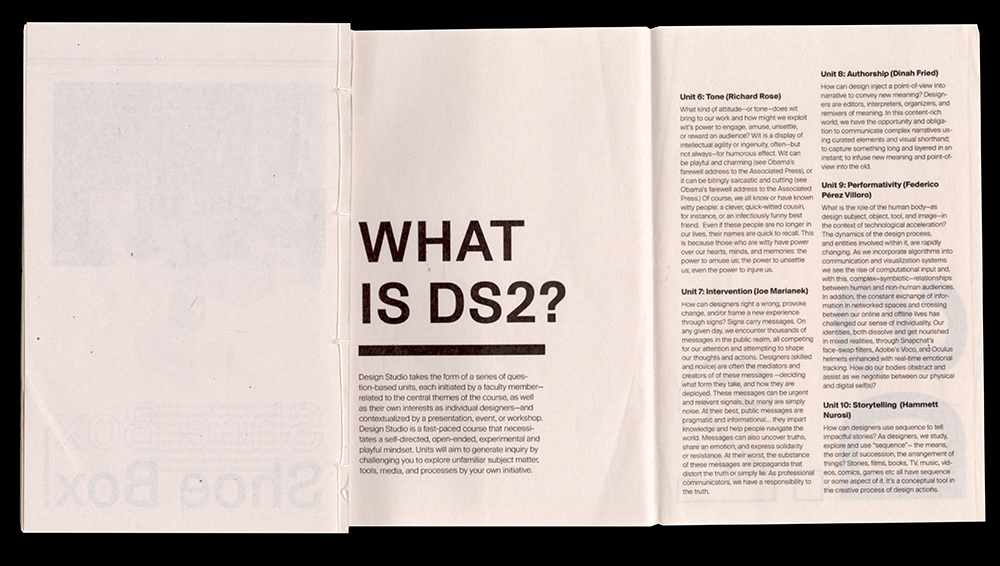 WHAT
IS DS2?
Design Studio takes the form of a series of ques-
tion-based units, each initiated by a faculty member—
related to the central themes of the course, as well
as their own interests as individual designers—and
contextualized by a presentation, event, or workshop.
Design Studio is a fast-paced course that necessi-
tates a self-directed, open-ended, experimental and
playful mindset. Units will aim to generate inquiry by
challenging you to explore unfamiliar subject matter,
tools, media, and processes by your own initiative.
Unit 6: Tone (Richard Rose)
What kind of attitude—or tone—does wit
bring to our work and how might we exploit
wit's power to engage, amuse, unsettle,
or reward an audience? Wit is a display of
intellectual agility or ingenuity, often—but
not always—for humorous effect. Wit can
be playful and charming (see Obama's
farewell address to the Associated Press), or
it can be bitingly sarcastic and cutting (see
Obama's farewell address to the Associated
Press.) Of course, we all know or have known
witty people: a clever, quick-witted cousin,
for instance, or an infectiously funny best
friend. Even if these people are no longer in
our lives, their names are quick to recall. This
is because those who are witty have power
over our hearts, minds, and memories: the
power to amuse us; the power to unsettle
us; even the power to injure us.
Unit 7: Intervention (Joe Marianek)
How can designers right a wrong, provoke
change, and/or frame a new experience
through signs? Signs carry messages. On
any given day, we encounter thousands of
messages in the public realm, all competing
for our attention and attempting to shape
our thoughts and actions. Designers (skilled
and novice) are often the mediators and
creators of of these messages —deciding
what form they take, and how they are
deployed. These messages can be urgent
and relevant signals, but many are simply
noise. At their best, public messages are
pragmatic and informational... they impart
knowledge and help people navigate the
world. Messages can also uncover truths,
share an emotion, and express solidarity
or resistance. At their worst, the substance
of these messages are propaganda that
distort the truth or simply lie. As professional
communicators, we have a responsibility to
the truth.
Unit 8: Authorship (Dinah Fried)
How can design inject a point-of-view into
narrative to convey new meaning? Design-
ers are editors, interpreters, organizers, and
remixers of meaning. In this content-rich
world, we have the opportunity and obliga-
tion to communicate complex narratives us-
ing curated elements and visual shorthand;
to capture something long and layered in an
instant; to infuse new meaning and point-of-
view into the old.
Unit 9: Performativity (Federico
Pérez Villoro)
What is the role of the human body—as
design subject, object, tool, and image—in
the context of technological acceleration?
The dynamics of the design process,
and entities involved within it, are rapidly
changing. As we incorporate algorithms into
communication and visualization systems
we see the rise of computational input and,
with this, complex—symbiotic—relationships
between human and non-human audiences.
In addition, the constant exchange of infor-
mation in networked spaces and crossing
between our online and offline lives has
challenged our sense of individuality. Our
identities, both dissolve and get nourished
in mixed realities, through Snapchat's
face-swap filters, Adobe's Voco, and Oculus
helmets enhanced with real-time emotional
tracking. How do our bodies obstruct and
assist as we negotiate between our physical
and digital self(s)?
Unit 10: Storytelling (Hammett
Nurosi)
How can designers use sequence to tell
impactful stories? As designers, we study,
explore and use "sequence"— the means,
the order of succession, the arrangement of
things? Stories, films, books, TV, music, vid-
eos, comics, games etc all have sequence
or some aspect of it. It's a conceptual tool in
the creative process of design actions.